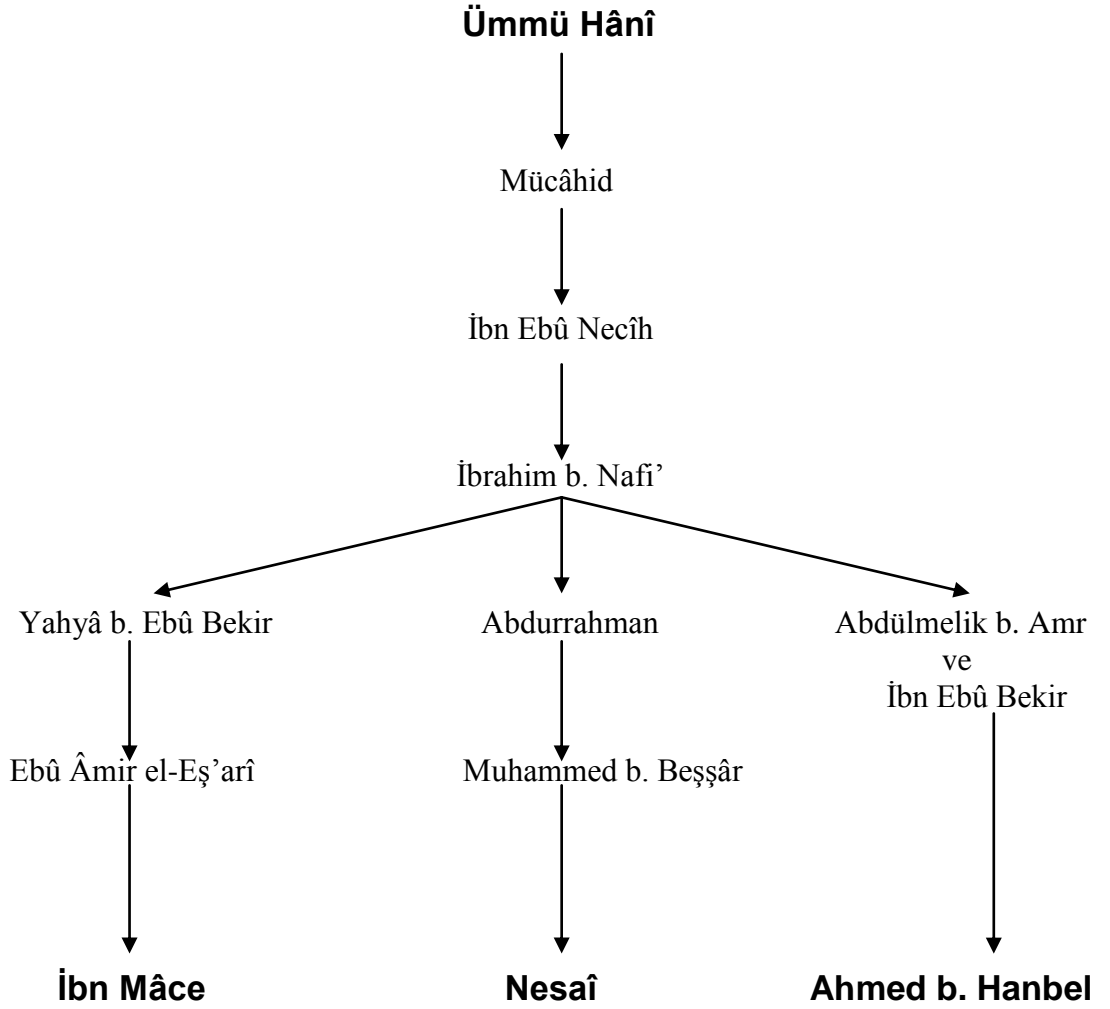 Ümmü Hânî
Mücâhid
İbn Ebû Necîh
İbrahim b. Nafi’
Yahyâ b. Ebû Bekir
Abdurrahman
Abdülmelik b. Amr
ve
İbn Ebû Bekir
Ebû Âmir el-Eş’arî
Muhammed b. Beşşâr
İbn Mâce
Nesaî
Ahmed b. Hanbel